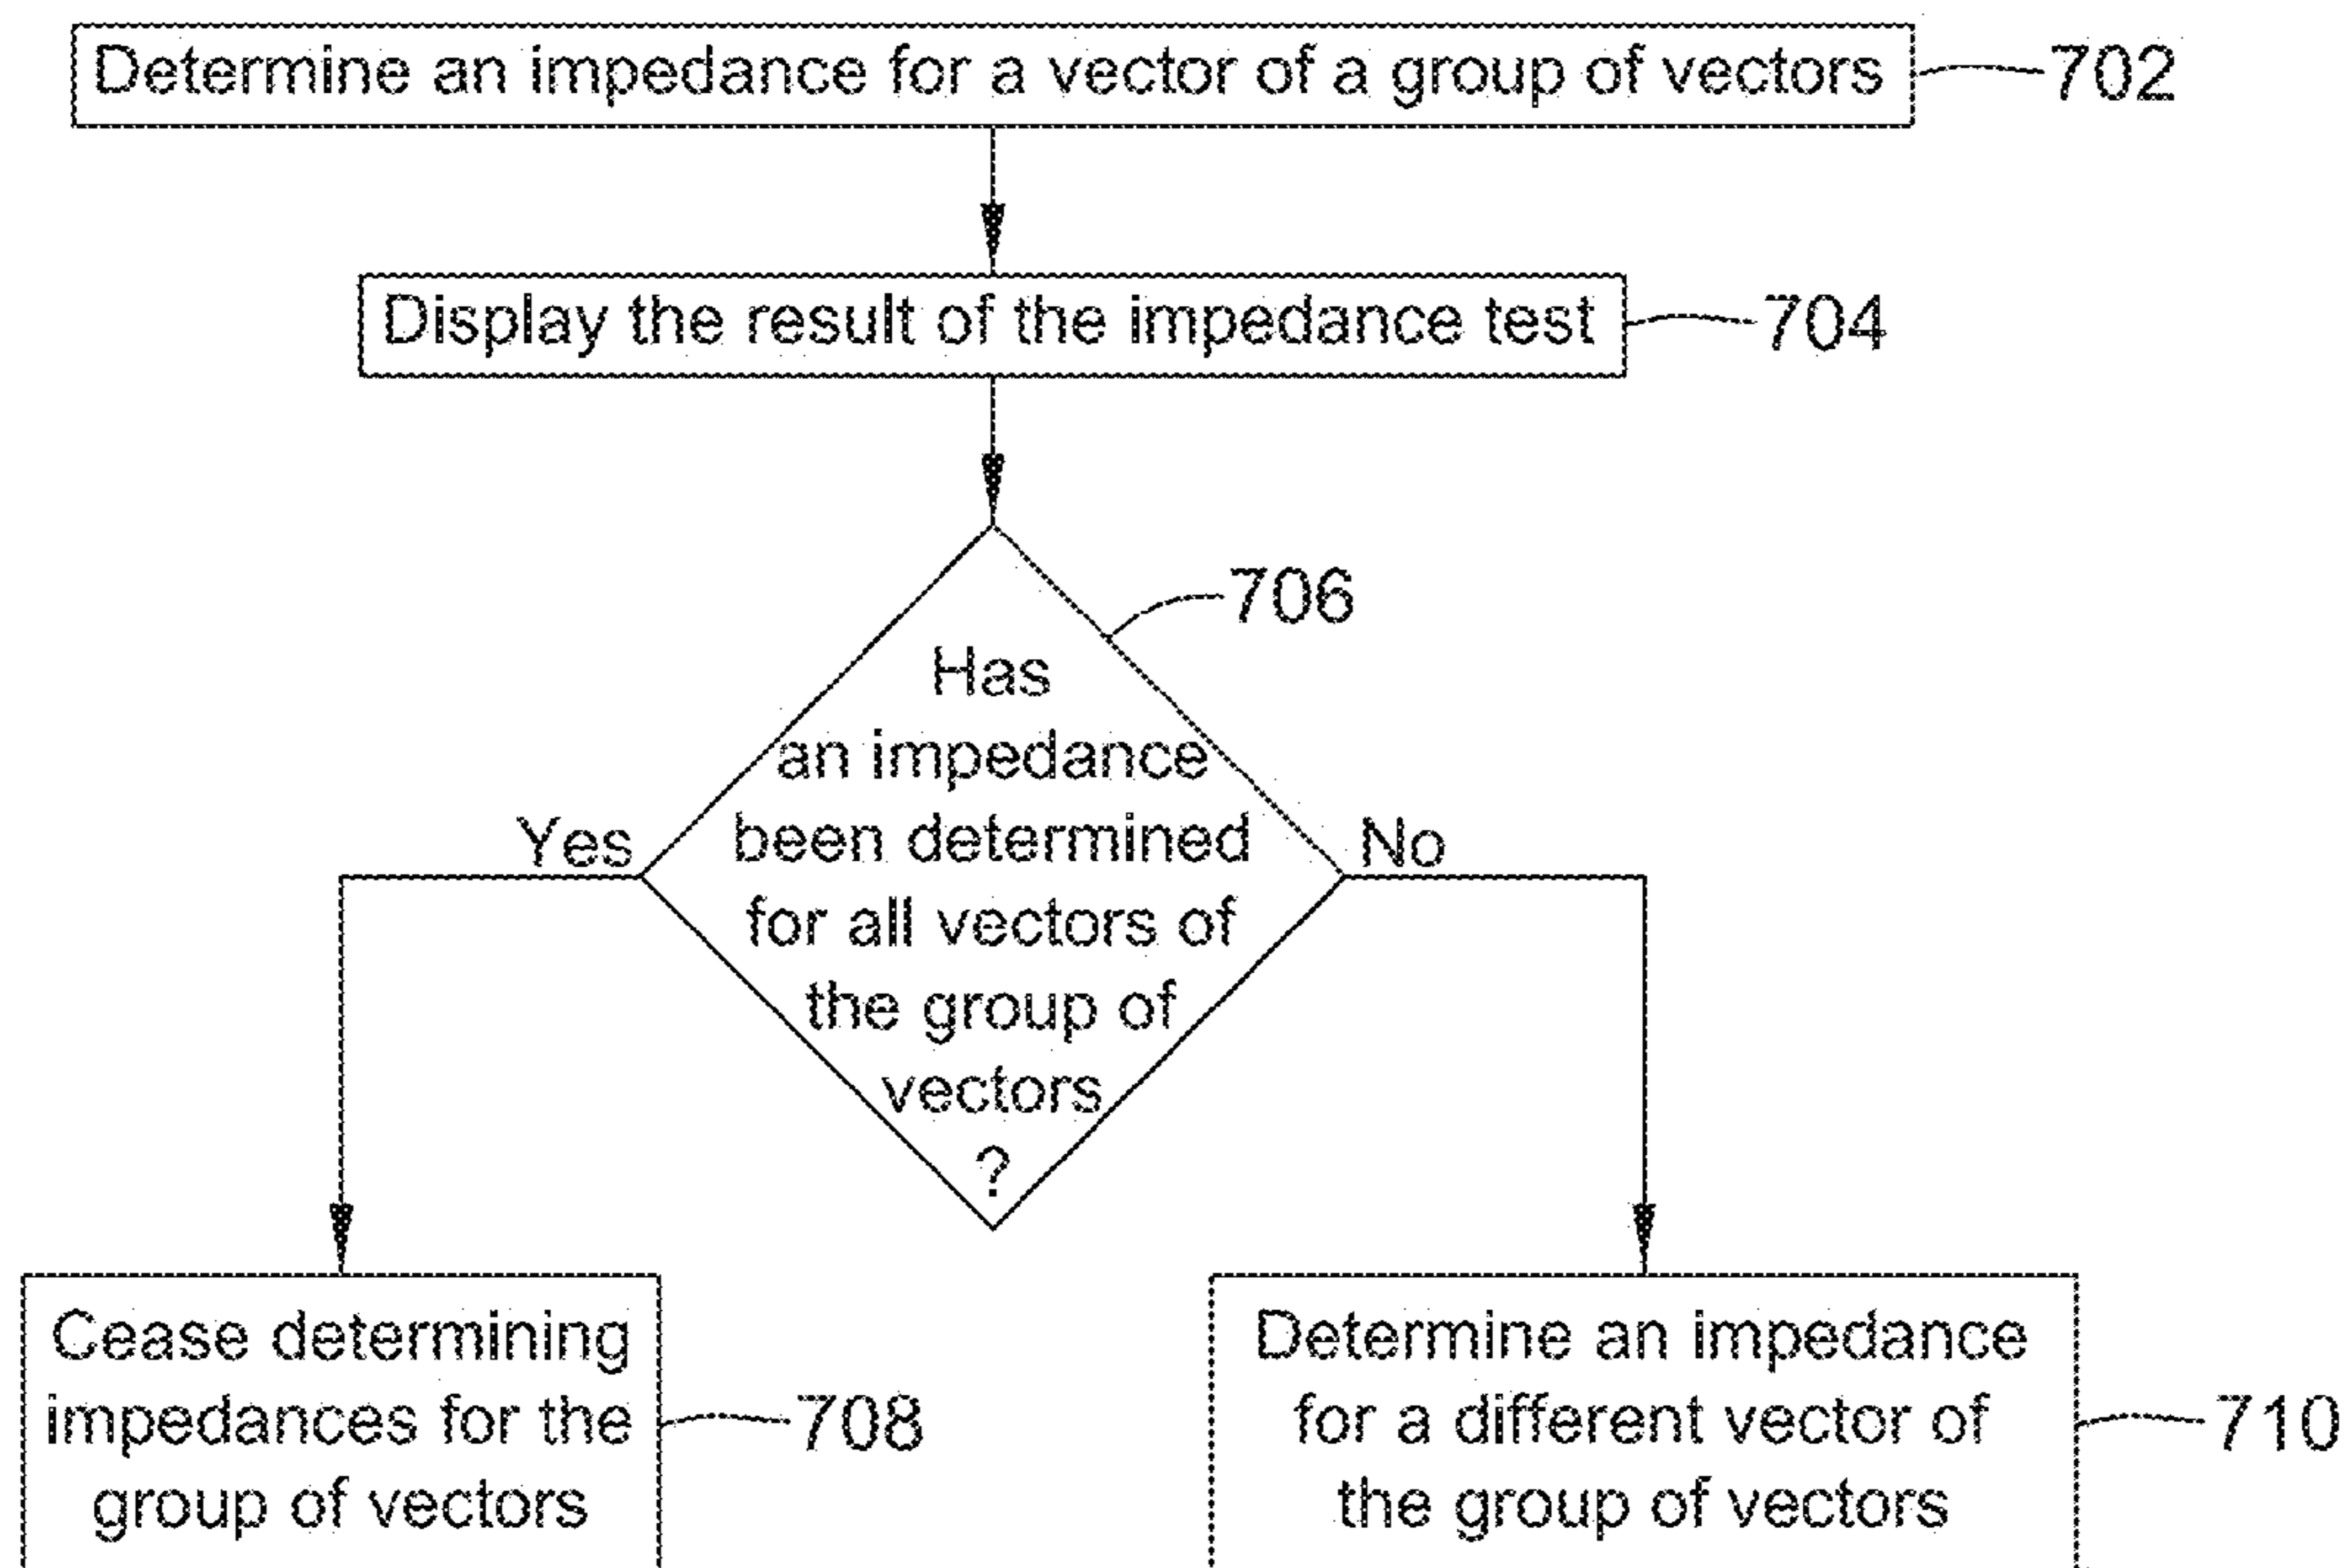 Determine an impedance for a vector of a group of vectors
702
Display the result of the impedance test
704
706
Has
an impedance
been determined
for all vectors of
the group of
vectors
?
Yes
No
Cease determining
impedances for the
group of vectors
708
Determine an impedance
for a different vector of
the group of vectors
710